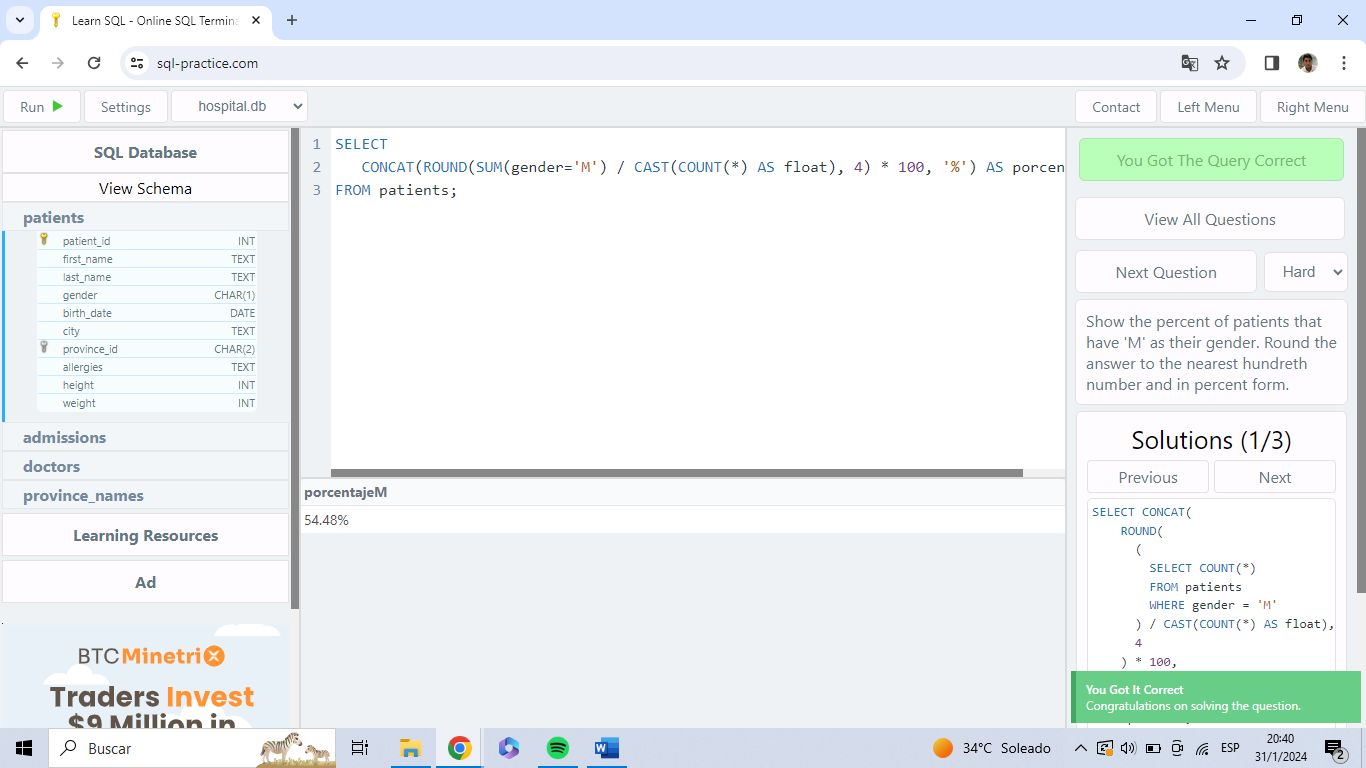 Learn SQL - Online SQL Termina
sql-practice.com
Run
Settings
hospital.db
Contact
Left Menu
Right Menu
SQL Database
View Schema
patients
patient_id INT
first_name TEXT
last_name TEXT
gender CHAR(1)
birth_date DATE
city TEXT
province_id CHAR(2)
allergies TEXT
height INT
weight INT
admissions
doctors
province_names
Learning Resources
Ad
BTC Minetrix
Traders Invest
$9 Million in
1 SELECT
2 CONCAT(ROUND(SUM(gender='M') / CAST(COUNT(*) AS float), 4) * 100, '%') AS porcen
3 FROM patients;
porcentajeM
54.48%
You Got The Query Correct
View All Questions
Next Question
Hard
Show the percent of patients that
have 'M' as their gender. Round the
answer to the nearest hundreth
number and in percent form.
Solutions (1/3)
Previous
Next
SELECT CONCAT(
ROUND(
(
SELECT COUNT(*)
FROM patients
WHERE gender = 'M'
) / CAST(COUNT(*) AS float),
4
) * 100,
You Got It Correct
Congratulations on solving the question.
Buscar
34°C Soleado
ESP
20:40
31/1/2024
2